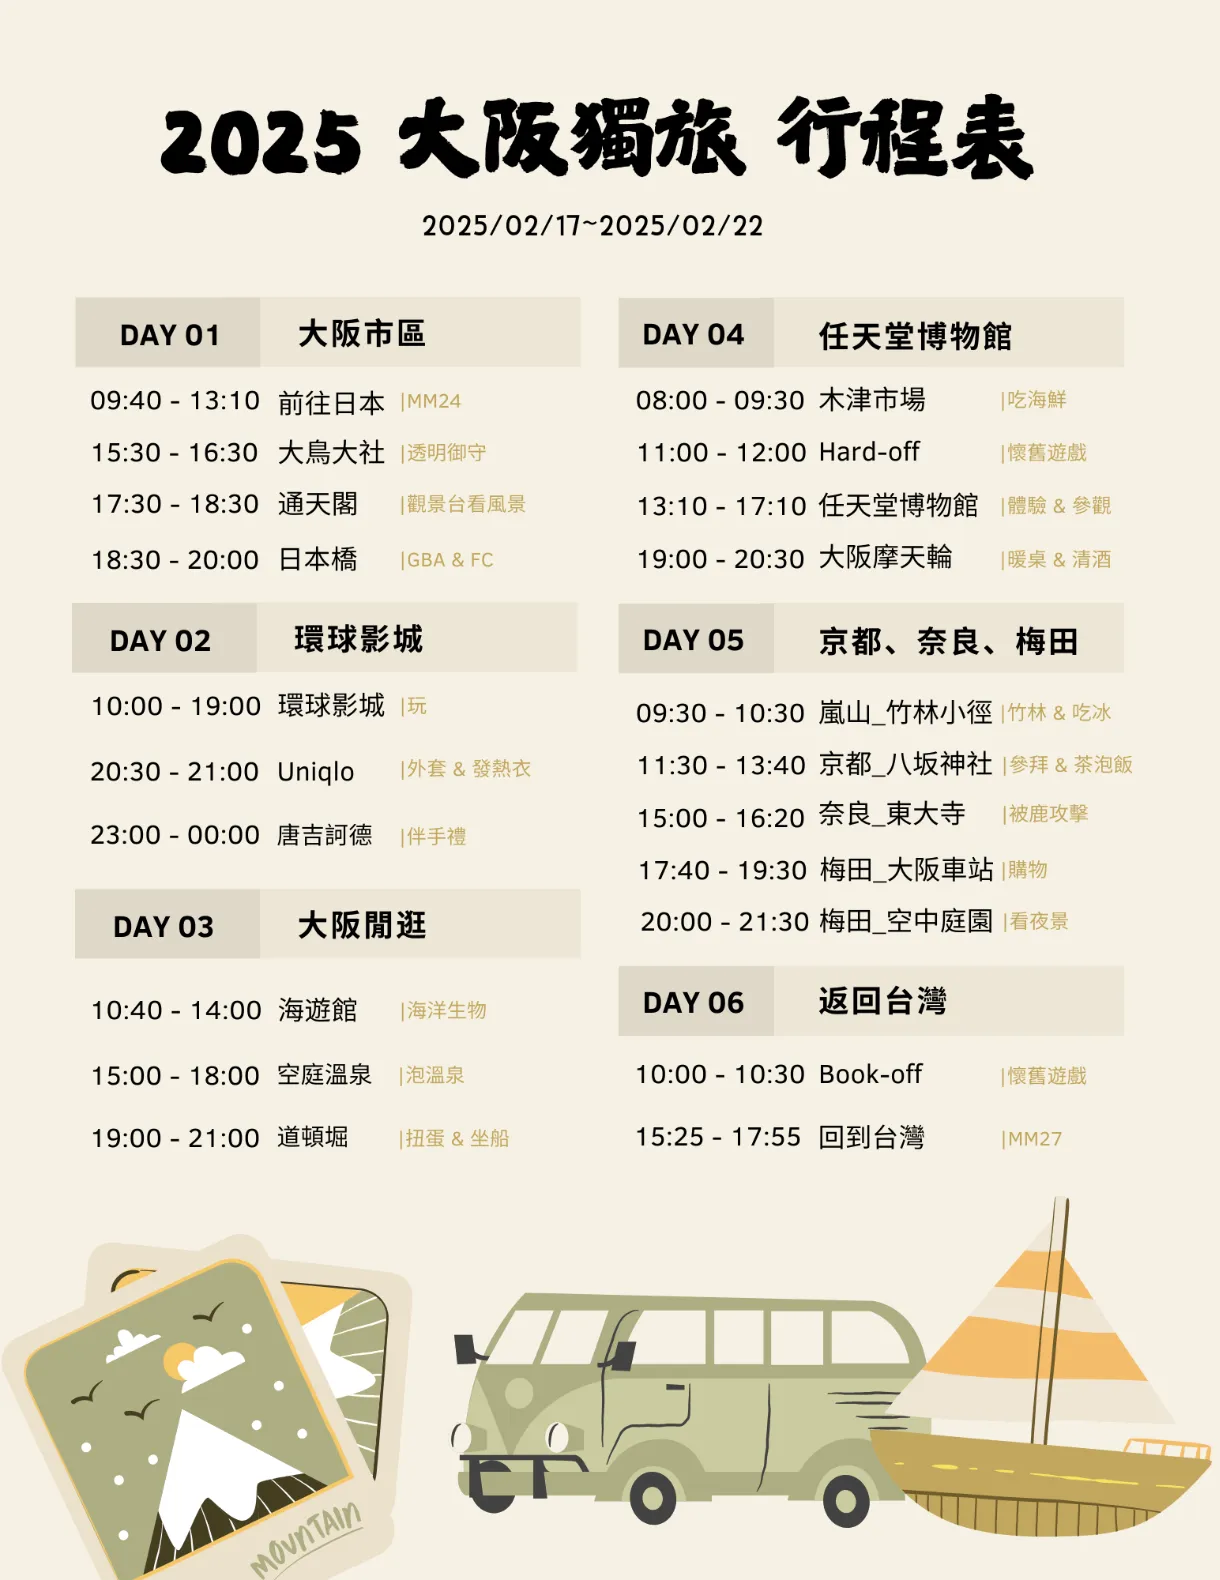 2025 大阪獨旅 行程表
2025/02/17~2025/02/22
DAY 01 大阪市區
09:40 - 13:10 前往日本 |MM24
15:30 - 16:30 大鳥大社 |透明御守
17:30 - 18:30 通天閣 |觀景台看風景
18:30 - 20:00 日本橋 |GBA & FC
DAY 02 環球影城
10:00 - 19:00 環球影城 |玩
20:30 - 21:00 Uniqlo |外套 & 發熱衣
23:00 - 00:00 唐吉訶德 |伴手禮
DAY 03 大阪閒逛
10:40 - 14:00 海遊館 |海洋生物
15:00 - 18:00 空庭溫泉 |泡溫泉
19:00 - 21:00 道頓堀 |扭蛋 & 坐船
DAY 04 任天堂博物館
08:00 - 09:30 木津市場 |吃海鮮
11:00 - 12:00 Hard-off |懷舊遊戲
13:10 - 17:10 任天堂博物館 |體驗 & 參觀
19:00 - 20:30 大阪摩天輪 |暖桌 & 清酒
DAY 05 京都、奈良、梅田
09:30 - 10:30 嵐山_竹林小徑 |竹林 & 吃冰
11:30 - 13:40 京都_八坂神社 |參拜 & 茶泡飯
15:00 - 16:20 奈良_東大寺 |被鹿攻擊
17:40 - 19:30 梅田_大阪車站 |購物
20:00 - 21:30 梅田_空中庭園 |看夜景
DAY 06 返回台灣
10:00 - 10:30 Book-off |懷舊遊戲
15:25 - 17:55 回到台灣 |MM27
MOUNTAIN